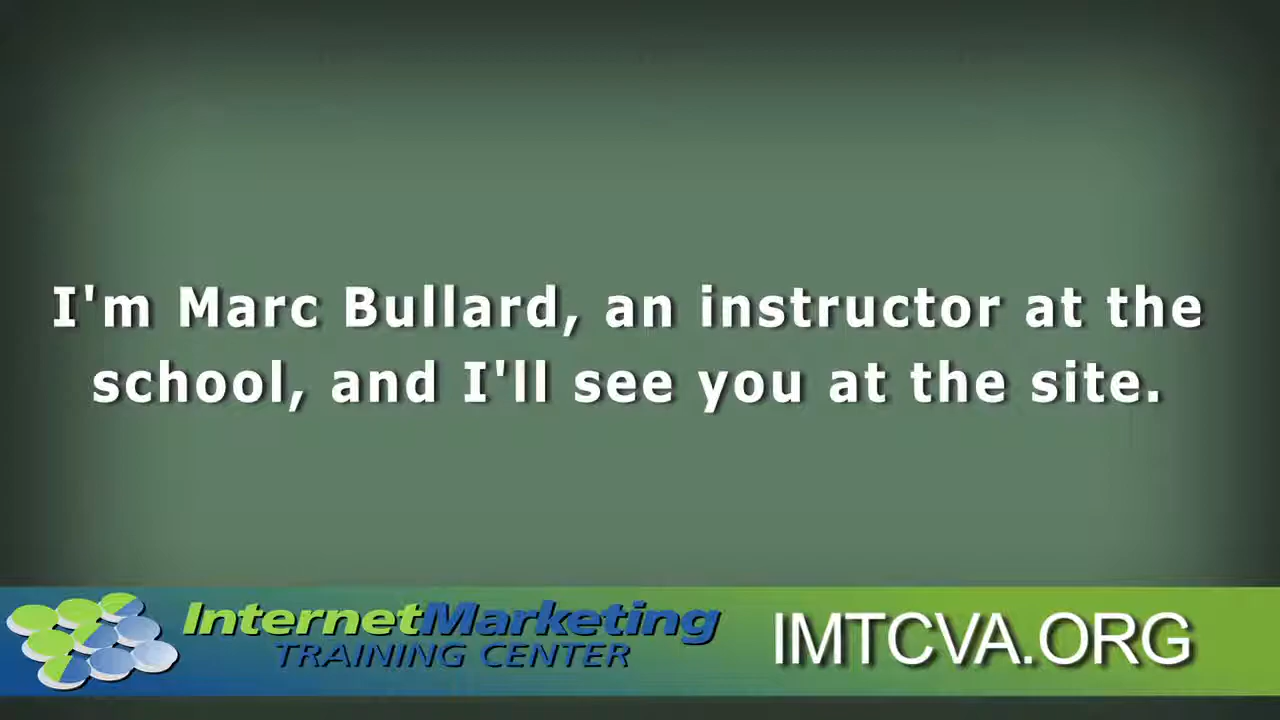 I'm Marc Bullard, an instructor at the
school, and I'll see you at the site.
InternetMarketing
TRAINING CENTER
IMTCVA.ORG